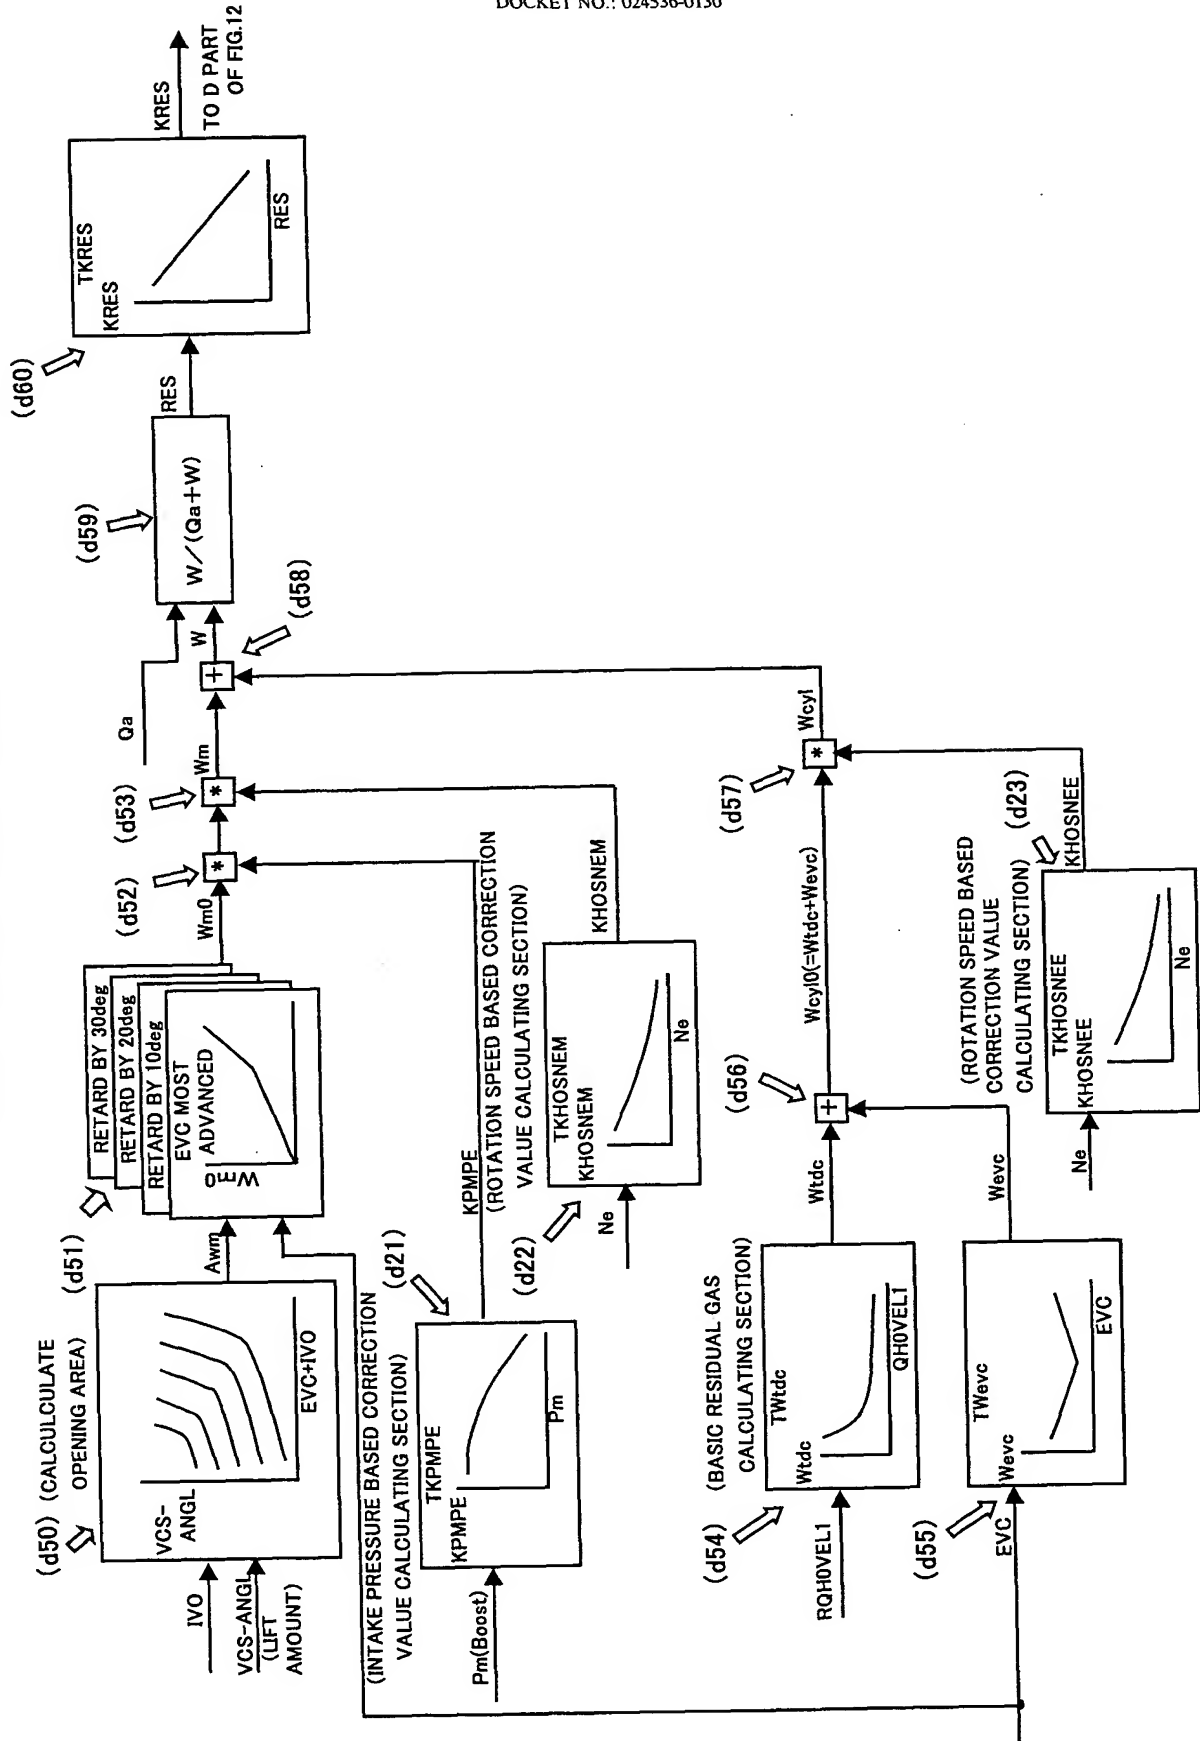 DOCKET NO.: 024536-0130
(d50) (CALCULCULATE
OPENING AREA)
VCS-
ANGL
EVC+IVO
IVO
VCS-ANGL
(LIFT
AMOUNT)
Awm
(d51)
RETARD BY 30deg
RETARD BY 20deg
RETARD BY 10deg
EVC MOST
ADVANCED
Wm0
Wm0
(d52)
*
(d53)
*
Wm
Qa
+
W
(d58)
(d59)
W/(Qa+W)
RES
(d60)
TKRES
KRES
RES
KRES
TO D PART
OF FIG.12
(INTAKE PRESSURE BASED CORRECTION
VALUE CALCULATING SECTION)
(d21)
Pm(Boost)
TKPMPE
KPMPE
Pm
KPMPE
(ROTATION SPEED BASED CORRECTION
VALUE CALCULATING SECTION)
(d22)
Ne
TKHOSNEM
KHOSNEM
Ne
KHOSNEM
(BASIC RESIDUAL GAS
CALCULATING SECTION)
(d54)
RQH0VEL1
TWtdc
Wtdc
QH0VEL1
Wtdc
(d55)
EVC
TWevc
Wevc
EVC
Wevc
(d56)
+
Wcyl0(=Wtdc+Wevc)
(d57)
*
Wcyl
(ROTATION SPEED BASED
CORRECTION VALUE
CALCULATING SECTION)
(d23)
Ne
TKHOSNEE
KHOSNEE
Ne
KHOSNEE